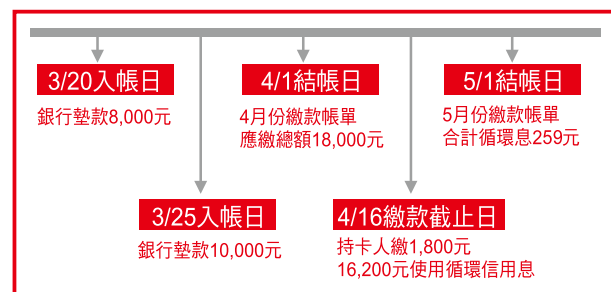 3/20入帳日
銀行墊款8,000元
4/1結帳日
4月份繳款帳單
應繳總額18,000元
5/1結帳日
5月份繳款帳單
合計循環息259元
3/25入帳日
銀行墊款10,000元
4/16繳款截止日
持卡人繳1,800元
16,200元使用循環信用息